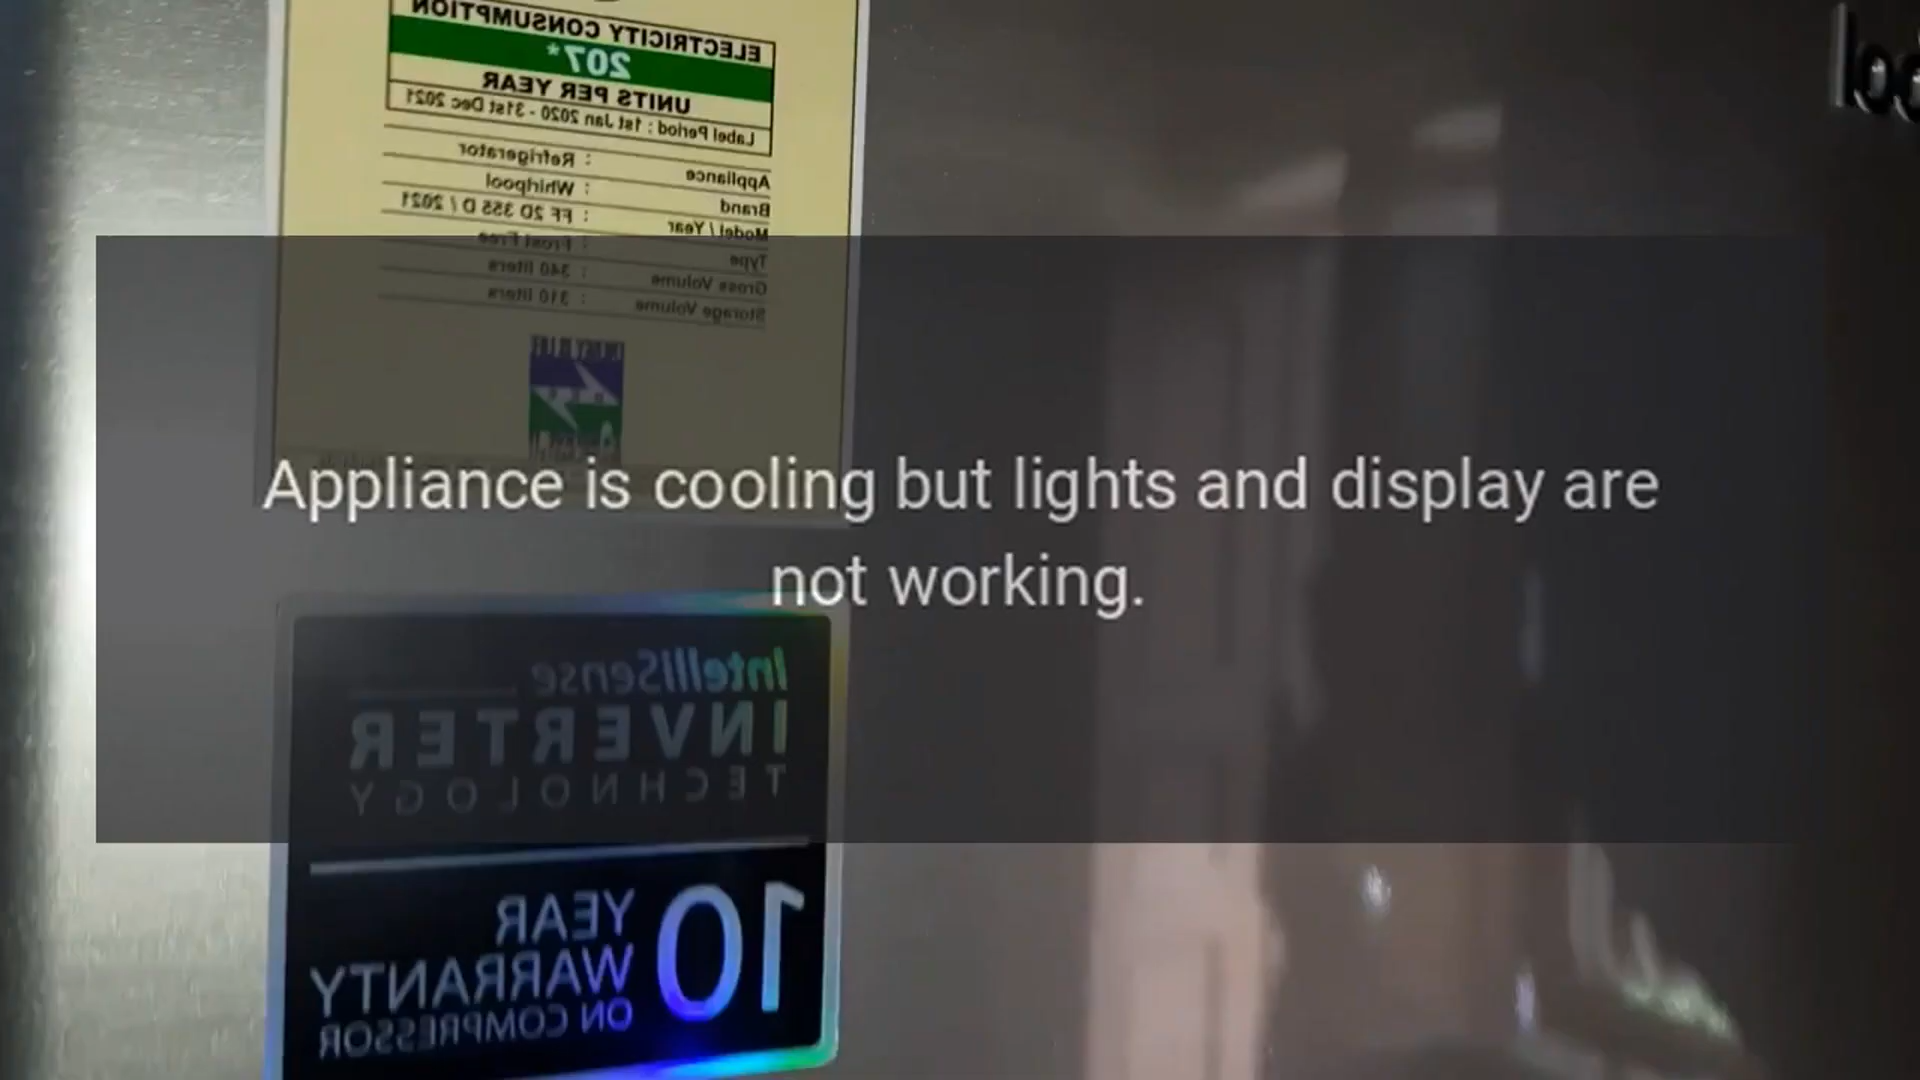 ELECTRICITY CONSUMPTION
207*
UNITS PER YEAR
Label Period : 1st Jan 2020 - 31st Dec 2021
Appliance : Refrigerator
Brand : Whirlpool
Model / Year : FF 2D 355 D / 2021
Type : Frost Free
Gross Volume : 340 liters
Storage Volume : 310 liters
Appliance is cooling but lights and display are
not working.
IntelliSense
INVERTER
TECHNOLOGY
10 YEAR
WARRANTY
ON COMPRESSOR